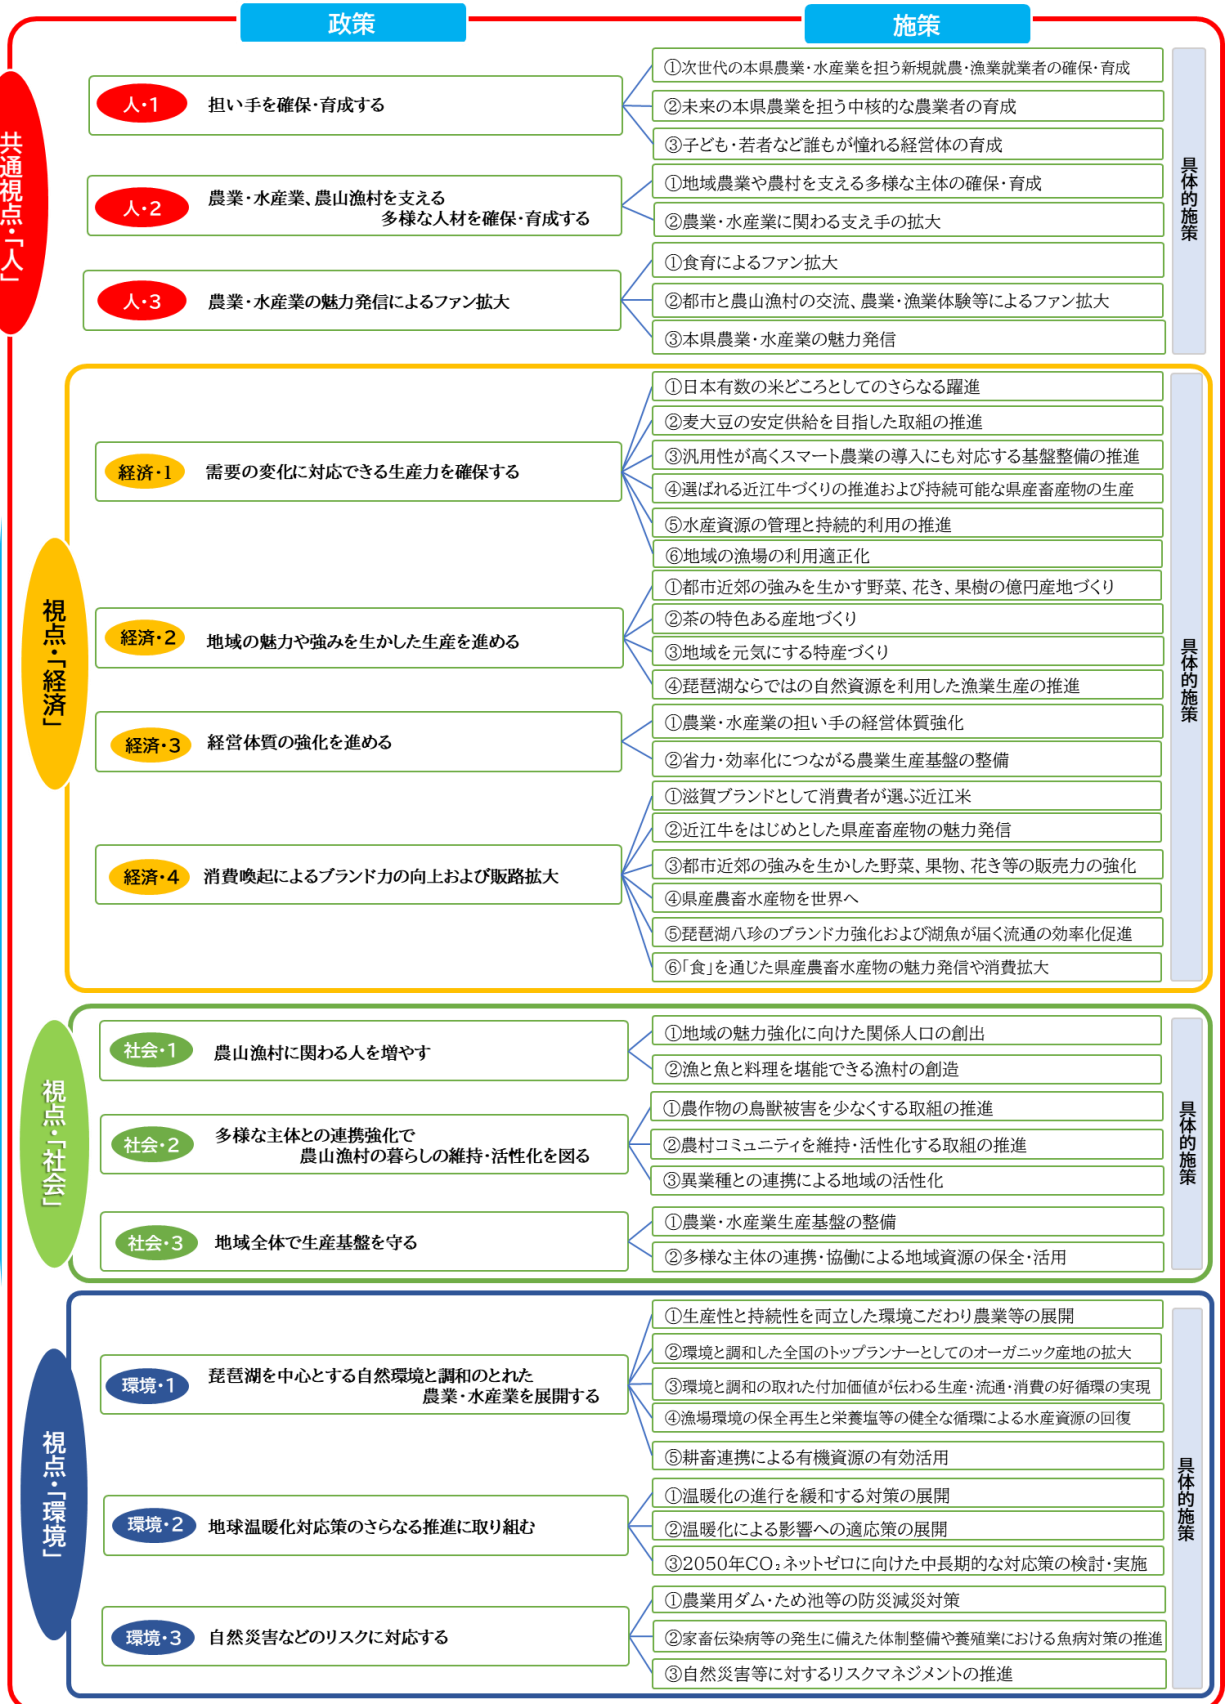 政策
施策
共通視点・「人」
人・1
担い手を確保・育成する
①次世代の本県農業・水産業を担う新規就農・漁業就業者の確保・育成
②未来の本県農業を担う中核的な農業者の育成
③子ども・若者など誰もが憧れる経営体の育成
人・2
農業・水産業、農山漁村を支える
多様な人材を確保・育成する
①地域農業や農村を支える多様な主体の確保・育成
②農業・水産業に関わる支え手の拡大
人・3
農業・水産業の魅力発信によるファン拡大
①食育によるファン拡大
②都市と農山漁村の交流、農業・漁業体験等によるファン拡大
③本県農業・水産業の魅力発信
具体的施策
視点・「経済」
経済・1
需要の変化に対応できる生産力を確保する
①日本有数の米どころとしてのさらなる躍進
②麦大豆の安定供給を目指した取組の推進
③汎用性が高くスマート農業の導入にも対応する基盤整備の推進
④選ばれる近江牛づくりの推進および持続可能な県産畜産物の生産
⑤水産資源の管理と持続的利用の推進
⑥地域の漁場の利用適正化
経済・2
地域の魅力や強みを生かした生産を進める
①都市近郊の強みを生かす野菜、花き、果樹の億円産地づくり
②茶の特色ある産地づくり
③地域を元気にする特産づくり
④琵琶湖ならではの自然資源を利用した漁業生産の推進
経済・3
経営体質の強化を進める
①農業・水産業の担い手の経営体質強化
②省力・効率化につながる農業生産基盤の整備
経済・4
消費喚起によるブランド力の向上および販路拡大
①滋賀ブランドとして消費者が選ぶ近江米
②近江牛をはじめとした県産畜産物の魅力発信
③都市近郊の強みを生かした野菜、果物、花き等の販売力の強化
④県産農畜水産物を世界へ
⑤琵琶湖八珍のブランド力強化および湖魚が届く流通の効率化促進
⑥「食」を通じた県産農畜水産物の魅力発信や消費拡大
具体的施策
視点・「社会」
社会・1
農山漁村に関わる人を増やす
①地域の魅力強化に向けた関係人口の創出
②漁と魚と料理を堪能できる漁村の創造
社会・2
多様な主体との連携強化で
農山漁村の暮らしの維持・活性化を図る
①農作物の鳥獣被害を少なくする取組の推進
②農村コミュニティを維持・活性化する取組の推進
③異業種との連携による地域の活性化
社会・3
地域全体で生産基盤を守る
①農業・水産業生産基盤の整備
②多様な主体の連携・協働による地域資源の保全・活用
具体的施策
視点・「環境」
環境・1
琵琶湖を中心とする自然環境と調和のとれた
農業・水産業を展開する
①生産性と持続性を両立した環境こだわり農業等の展開
②環境と調和した全国のトップランナーとしてのオーガニック産地の拡大
③環境と調和の取れた付加価値が伝わる生産・流通・消費の好循環の実現
④漁場環境の保全再生と栄養塩等の健全な循環による水産資源の回復
⑤耕畜連携による有機資源の有効活用
環境・2
地球温暖化対応策のさらなる推進に取り組む
①温暖化の進行を緩和する対策の展開
②温暖化による影響への適応策の展開
③2050年CO₂ネットゼロに向けた中長期的な対応策の検討・実施
環境・3
自然災害などのリスクに対応する
①農業用ダム・ため池等の防災減災対策
②家畜伝染病等の発生に備えた体制整備や養殖業における魚病対策の推進
③自然災害等に対するリスクマネジメントの推進
具体的施策